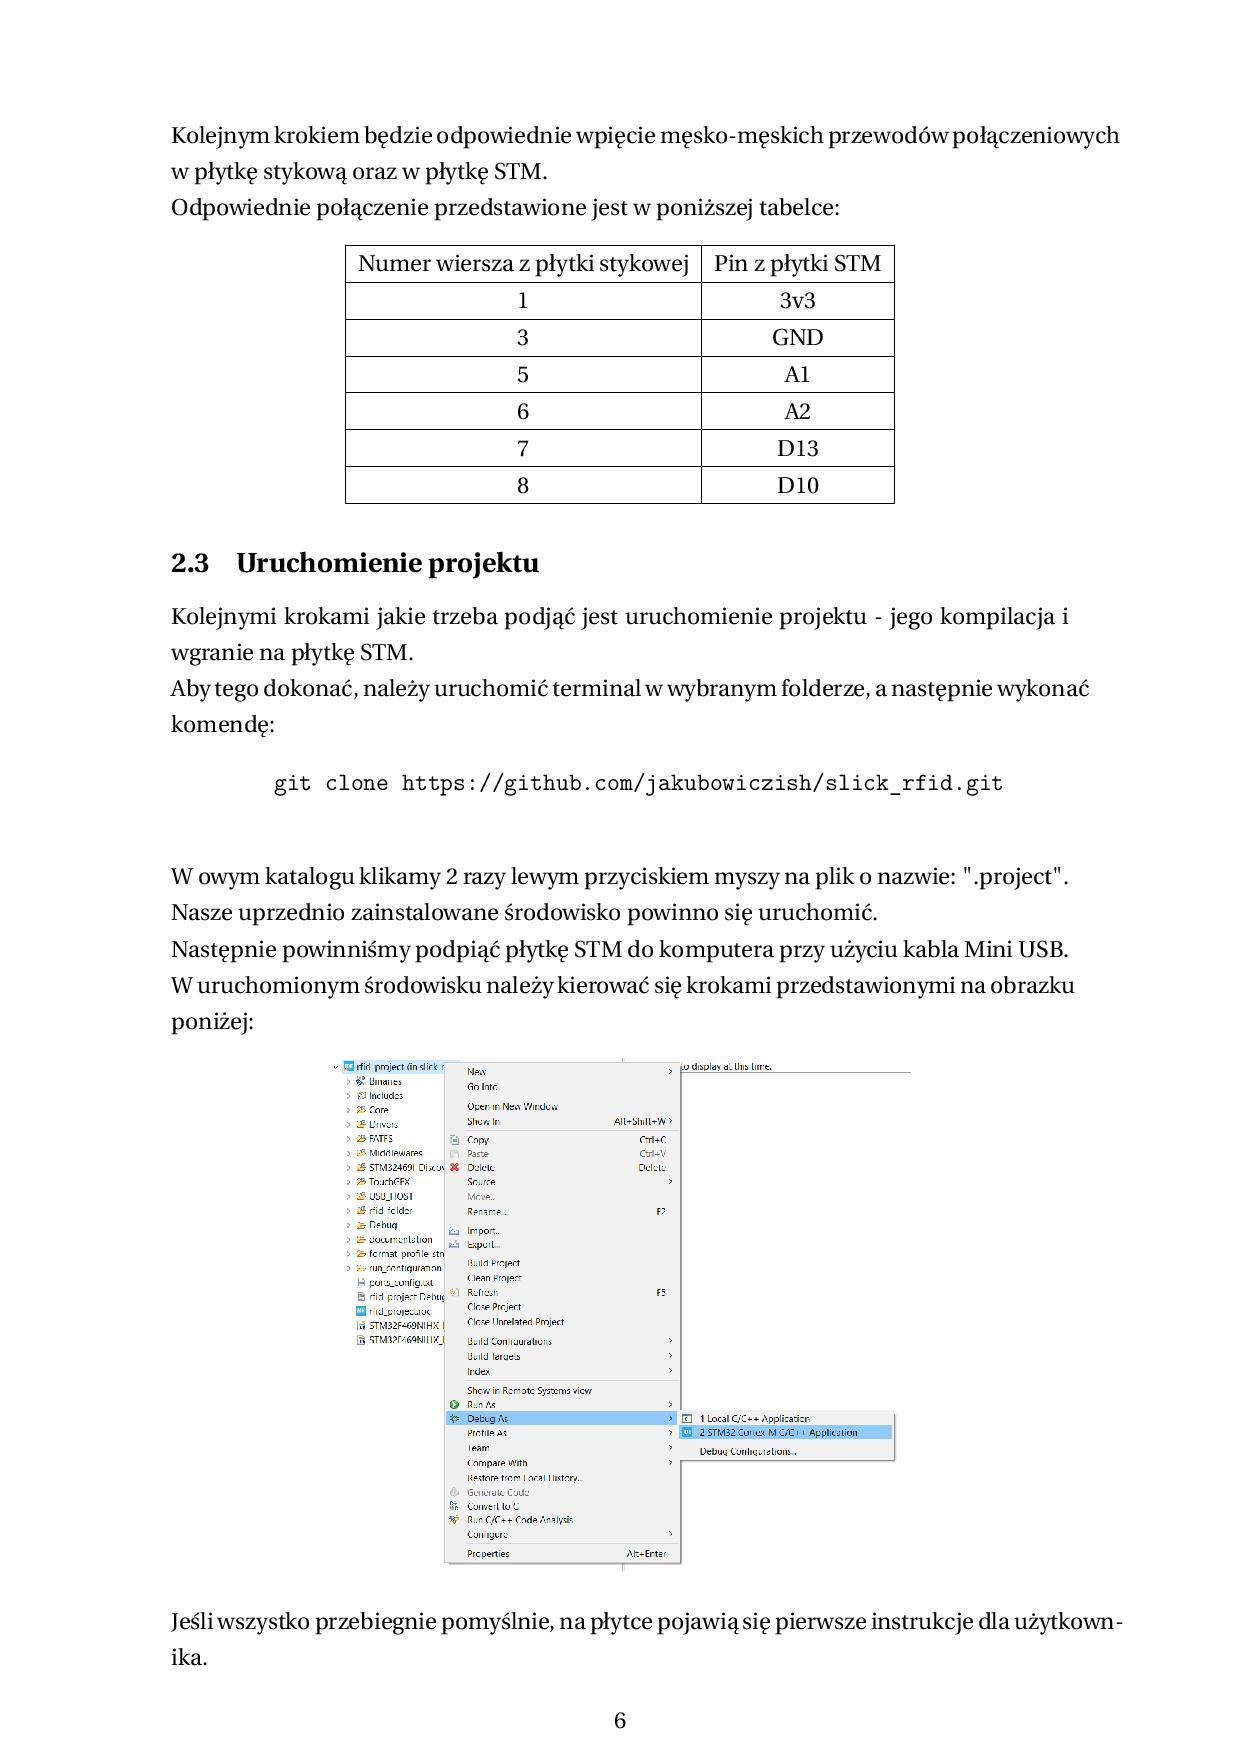 Kolejnym krokiem będzie odpowiednie wpięcie męsko-męskich przewodów połączeniowych
w płytkę stykową oraz w płytkę STM.
Odpowiednie połączenie przedstawione jest w poniższej tabelce:
Numer wiersza z płytki stykowej Pin z płytki STM
1 3v3
3 GND
5 A1
6 A2
7 D13
8 D10
2.3 Uruchomienie projektu
Kolejnymi krokami jakie trzeba podjąć jest uruchomienie projektu - jego kompilacja i
wgranie na płytkę STM.
Aby tego dokonać, należy uruchomić terminal w wybranym folderze, a następnie wykonać
komendę:
git clone https://github.com/jakubowiczish/slick_rfid.git
W owym katalogu klikamy 2 razy lewym przyciskiem myszy na plik o nazwie: ".project".
Nasze uprzednio zainstalowane środowisko powinno się uruchomić.
Następnie powinniśmy podpiąć płytkę STM do komputera przy użyciu kabla Mini USB.
W uruchomionym środowisku należy kierować się krokami przedstawionymi na obrazku
poniżej:
rfid_project (in slick_r
Binaries
Includes
Core
Drivers
FATFS
Middlewares
STM32469I_Discov
TouchGFX
USB_HOST
rfid_folder
Debug
documentation
format_profile_stm
run_configuration
ports_config.txt
rfid_project Debug
rfid_project.ioc
STM32F469NIHX_
STM32F469NIHX_
to display at this time.
New
Go Into
Open in New Window
Show In Alt+Shift+W
Copy Ctrl+C
Paste Ctrl+V
Delete Delete
Source
Move...
Rename... F2
Import...
Export...
Build Project
Clean Project
Refresh F5
Close Project
Close Unrelated Project
Build Configurations
Build Targets
Index
Show in Remote Systems view
Run As
Debug As
Profile As
Team
Compare With
Restore from Local History...
Generate Code
Convert to C
Run C/C++ Code Analysis
Configure
Properties Alt+Enter
1 Local C/C++ Application
2 STM32 Cortex-M C/C++ Application
Debug Configurations...
Jeśli wszystko przebiegnie pomyślnie, na płytce pojawią się pierwsze instrukcje dla użytkown-
ika.
6